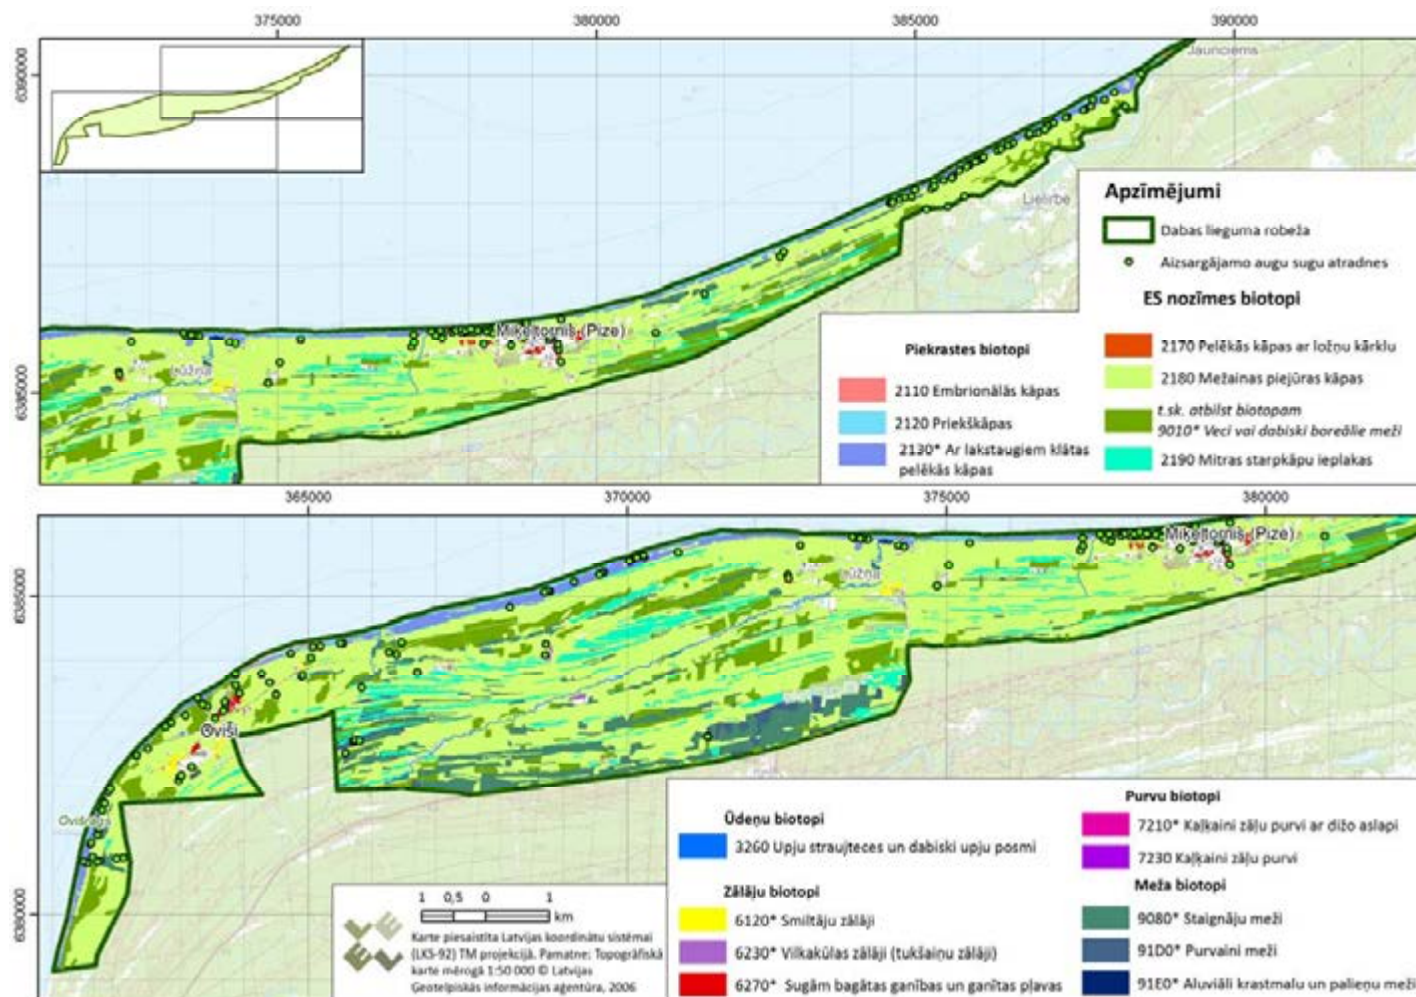 375000 380000 385000 390000
Jaunciems
6390000
Apzīmējumi
Lielirbe
Dabas lieguma robeža
Aizsargājamo augu sugu atradnes
ES nozīmes biotopi
Miķeļtornis (Pize)
Piekrastes biotopi
2170 Pelēkās kāpas ar ložņu kārklu
Lūžņa
2110 Embrionālās kāpas
2180 Mežainas piejūras kāpas
6385000
2120 Priekškāpas
t.sk. atbilst biotopam
9010* Veci vai dabiski boreālie meži
2130* Ar lakstaugiem klātas
pelēkās kāpas
2190 Mitras starpkāpu ieplakas
365000 370000 375000 380000
Miķeļtornis (Pize)
Lūžņa
6385000
Oviši
Ūdeņu biotopi
3260 Upju straujteces un dabiski upju posmi
Zālāju biotopi
6120* Smiltāju zālāji
6230* Vilkakūlas zālāji (tukšaiņu zālāji)
6270* Sugām bagātas ganības un ganītas pļavas
Purvu biotopi
7210* Kaļķaini zāļu purvi ar dižo aslapi
7230 Kaļķaini zāļu purvi
Meža biotopi
9080* Staignāju meži
91D0* Purvaini meži
91E0* Aluviāli krastmalu un palieņu meži
6380000
1 0,5 0 1
km
Karte piesaistīta Latvijas koordinātu sistēmai
(LKS-92) TM projekcijā. Pamatne: Topogrāfiskā
karte mērogā 1:50 000 © Latvijas
Ģeotelpiskās informācijas aģentūra, 2006